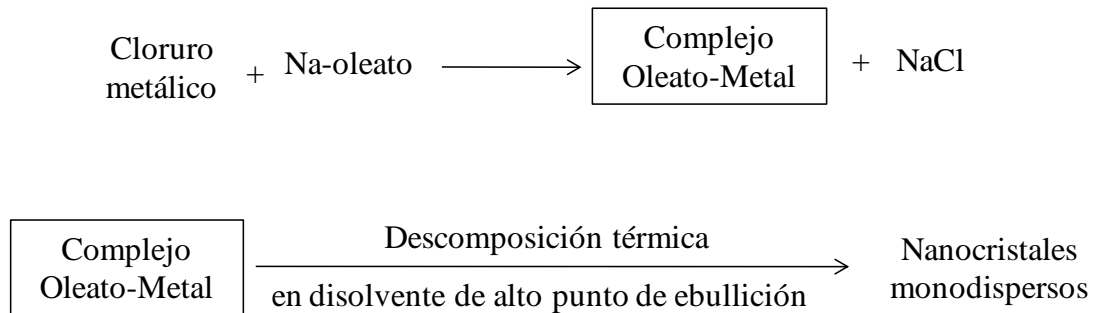 Cloruro
metálico
+ Na-oleato
Complejo
Oleato-Metal
+ NaCl
Complejo
Oleato-Metal
Descomposición térmica
en disolvente de alto punto de ebullición
Nanocristales
monodispersos